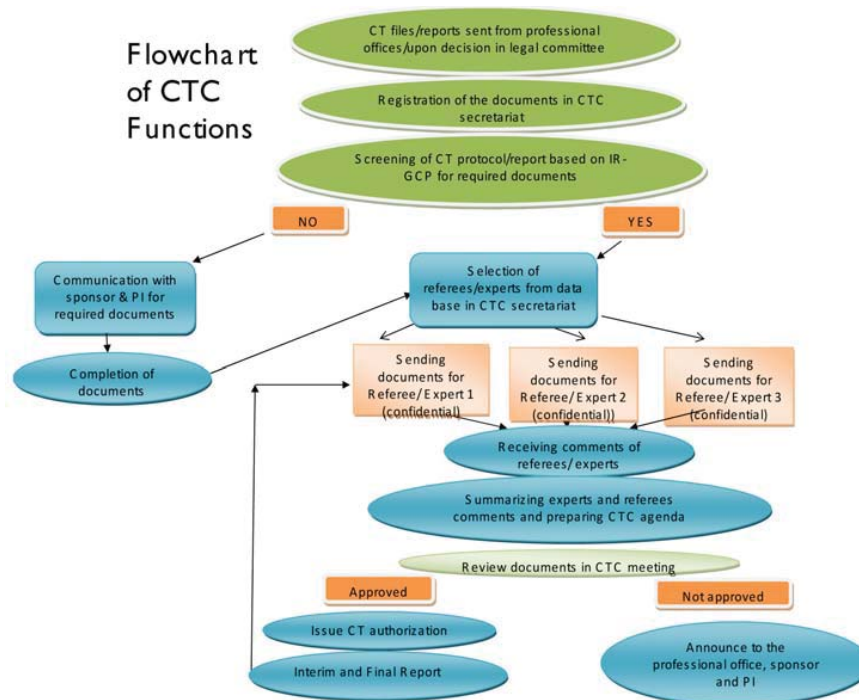 Flowchart
of CTC
Functions
CT files/reports sent from professional
offices/upon decision in legal committee
Registration of the documents in CTC
secretariat
Screening of CT protocol/report based on IR-
GCP for required documents
NO
YES
Communication with
sponsor & PI for
required documents
Selection of
referees/experts from data
base in CTC secretariat
Completion of
documents
Sending
documents for
Referee/ Expert 1
(confidential)
Sending
documents for
Referee/ Expert 2
(confidential))
Sending
documents for
Referee/ Expert 3
(confidential)
Receiving comments of
referees/ experts
Summarizing experts and referees
comments and preparing CTC agenda
Review documents in CTC meeting
Approved
Not approved
Issue CT authorization
Interim and Final Report
Announce to the
professional office, sponsor
and PI